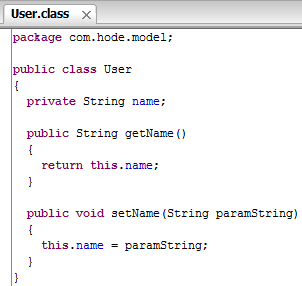 User.class
package com.hode.model;
public class User
{
private String name;
public String getName()
{
return this.name;
}
public void setName(String paramString)
{
this.name = paramString;
}
}